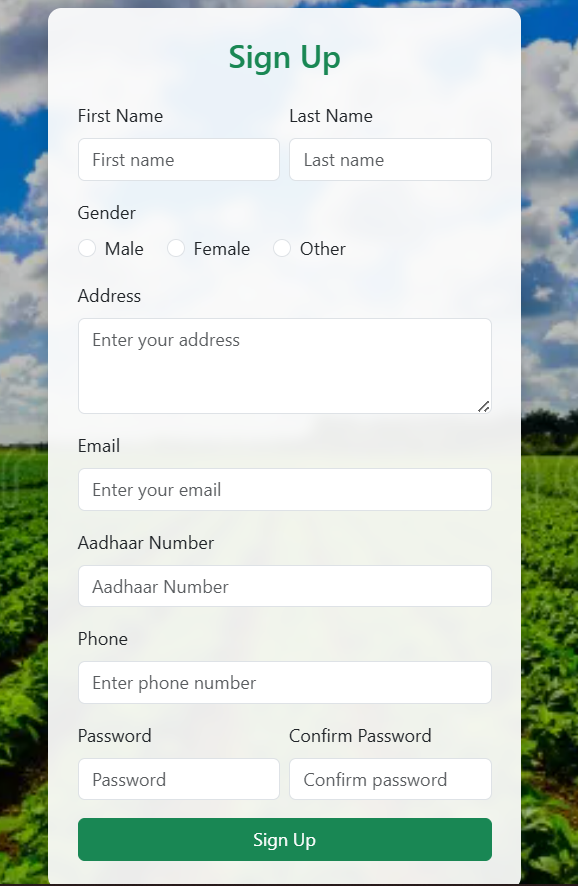 Sign Up
First Name Last Name
First name Last name
Gender
Male Female Other
Address
Enter your address
Email
Enter your email
Aadhaar Number
Aadhaar Number
Phone
Enter phone number
Password Confirm Password
Password Confirm password
Sign Up